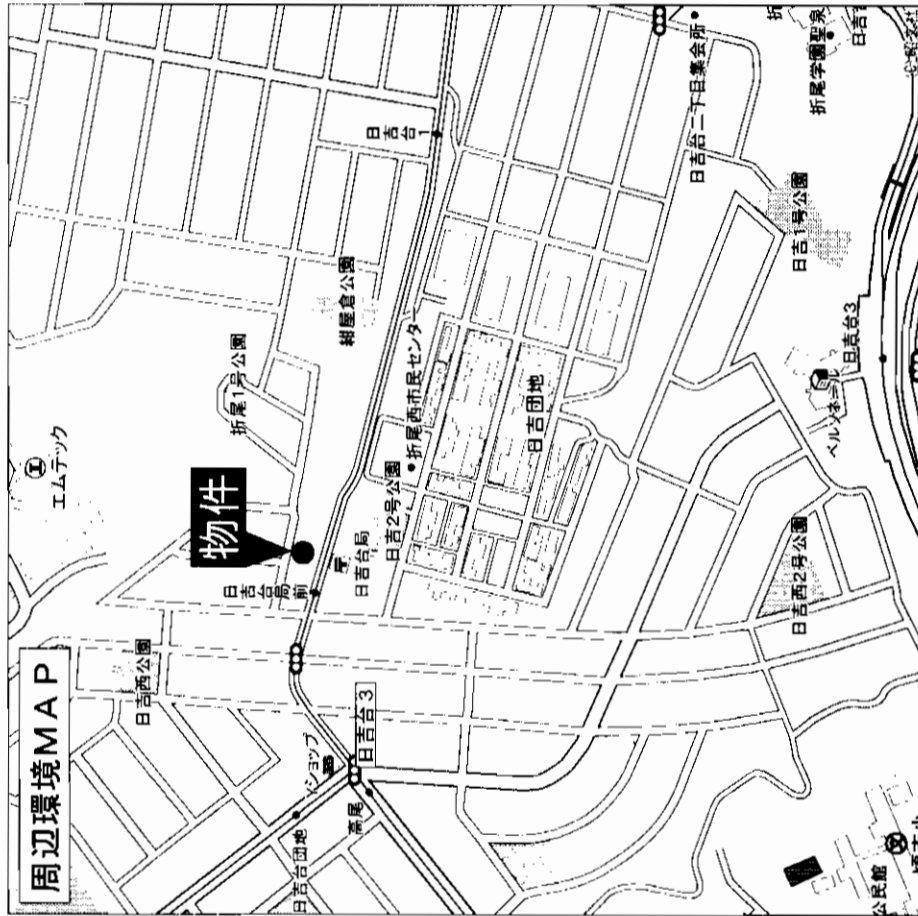 周辺環境MAP
エムテック
日吉西公園
物件
折尾1号公園
紺屋倉公園
日吉台局前
日吉台局
日吉2号公園
折尾西市民センター
日吉台1
日吉台団地
日吉台3
高尾
日吉団地
日吉台二丁目集会所
折尾学園聖泉
日吉1号公園
日吉西2号公園
日吉台3
公民館